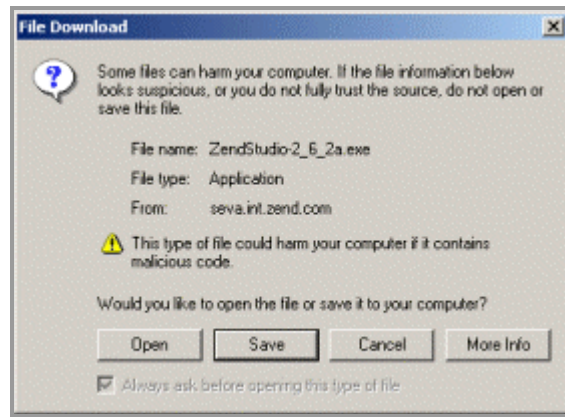 File Download
Some files can harm your computer. If the file information below
looks suspicious, or you do not fully trust the source, do not open or
save this file.
File name: ZendStudio-2_6_2a.exe
File type: Application
From: seva.int.zend.com
This type of file could harm your computer if it contains
malicious code.
Would you like to open the file or save it to your computer?
Open Save Cancel More Info
Always ask before opening this type of file